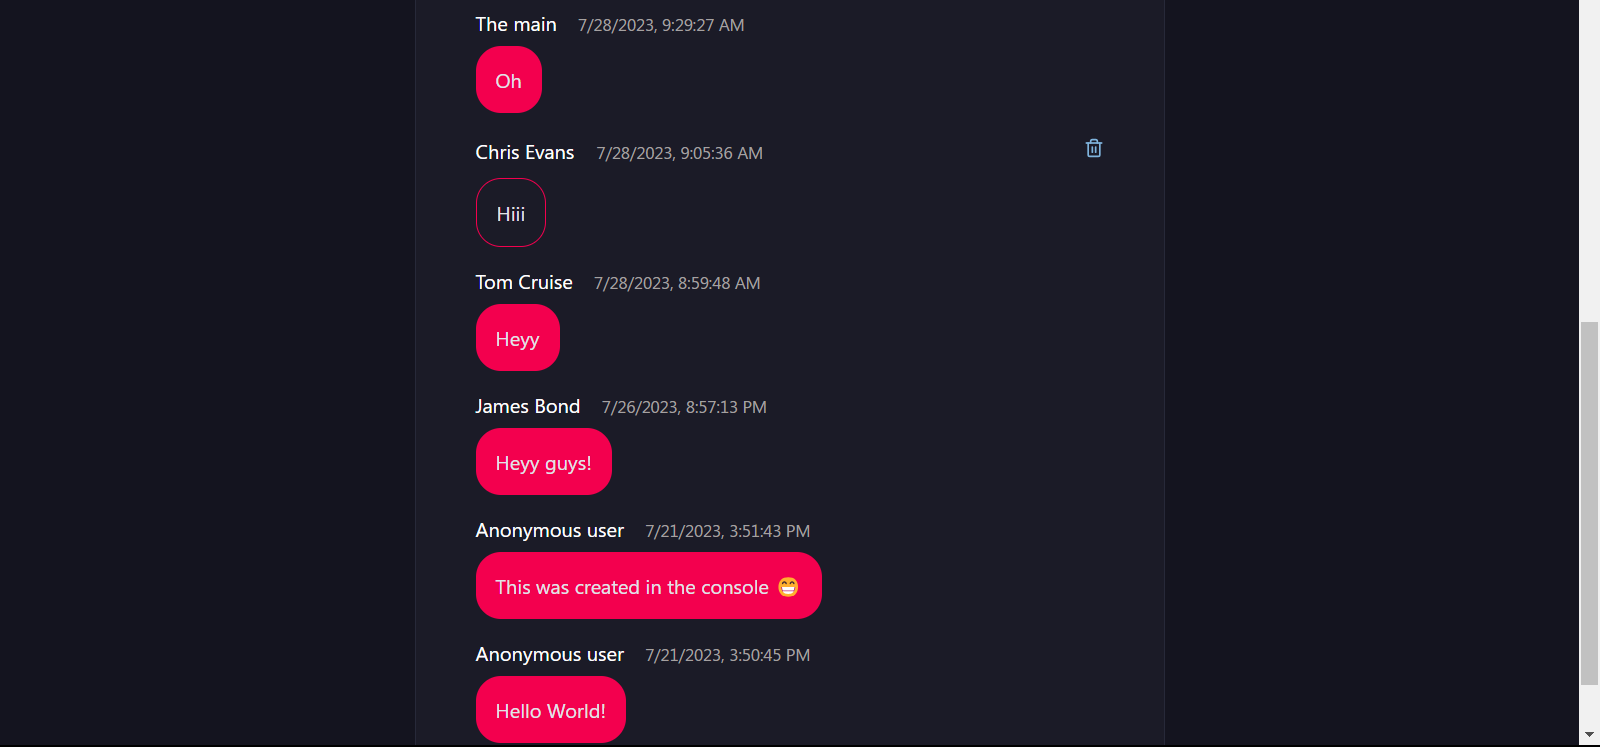 The main 7/28/2023, 9:29:27 AM
Oh
Chris Evans 7/28/2023, 9:05:36 AM
Hiii
Tom Cruise 7/28/2023, 8:59:48 AM
Heyy
James Bond 7/26/2023, 8:57:13 PM
Heyy guys!
Anonymous user 7/21/2023, 3:51:43 PM
This was created in the console 😁
Anonymous user 7/21/2023, 3:50:45 PM
Hello World!